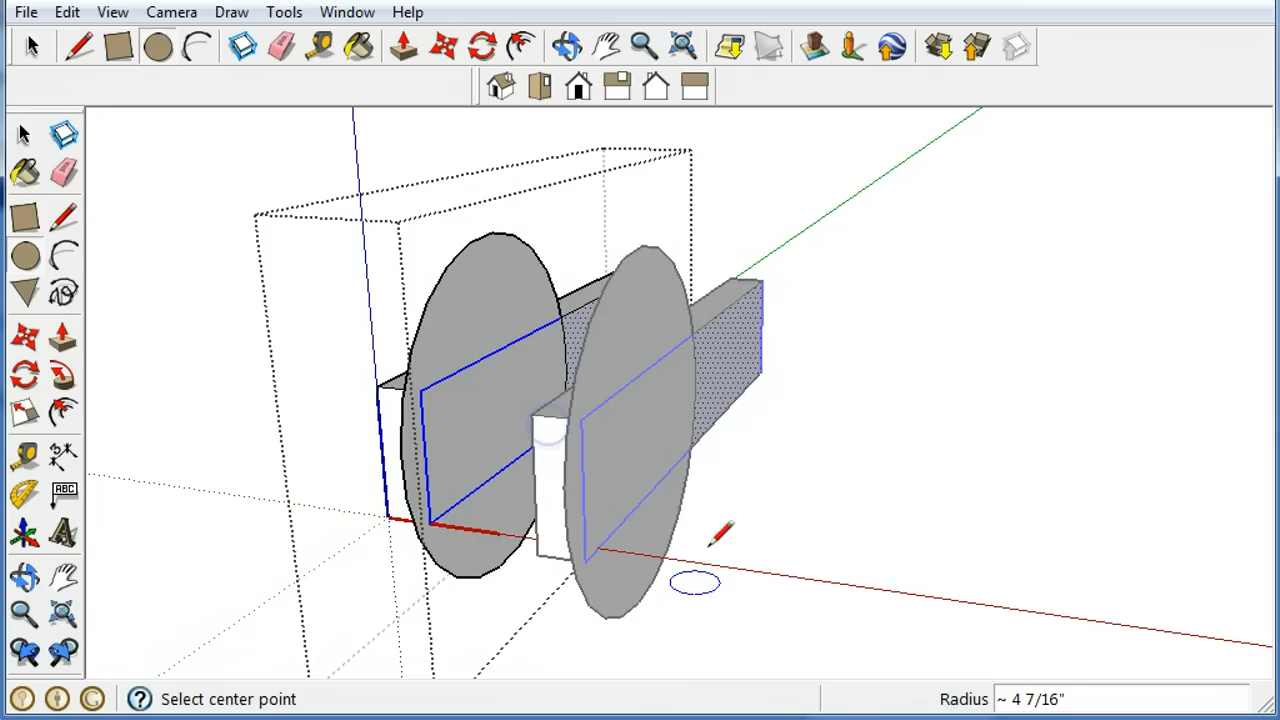 File Edit View Camera Draw Tools Window Help
ABC
Select center point
Radius ~ 4 7/16"